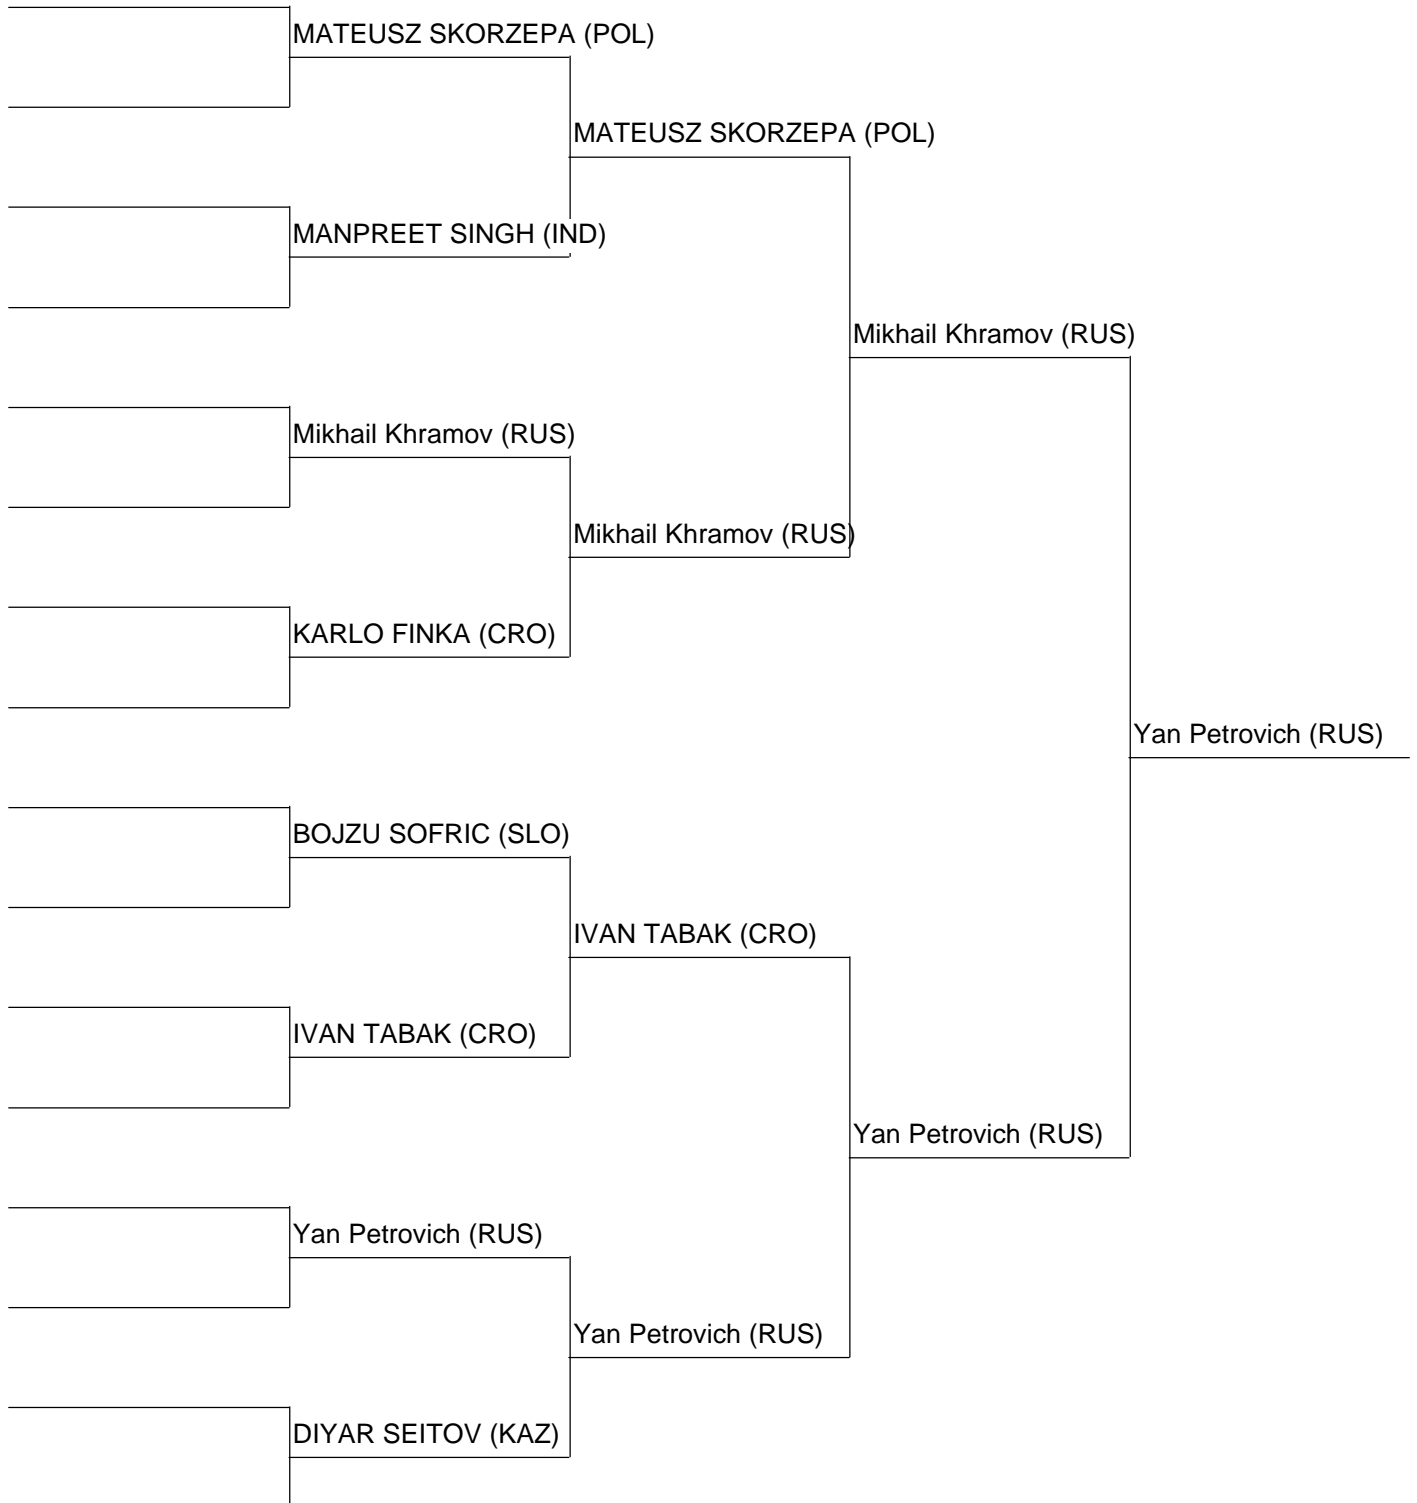 MATEUSZ SKORZEPA (POL)
MATEUSZ SKORZEPA (POL)
MANPREET SINGH (IND)
Mikhail Khramov (RUS)
Mikhail Khramov (RUS)
Mikhail Khramov (RUS)
KARLO FINKA (CRO)
Yan Petrovich (RUS)
BOJZU SOFRIC (SLO)
IVAN TABAK (CRO)
IVAN TABAK (CRO)
Yan Petrovich (RUS)
Yan Petrovich (RUS)
Yan Petrovich (RUS)
DIYAR SEITOV (KAZ)